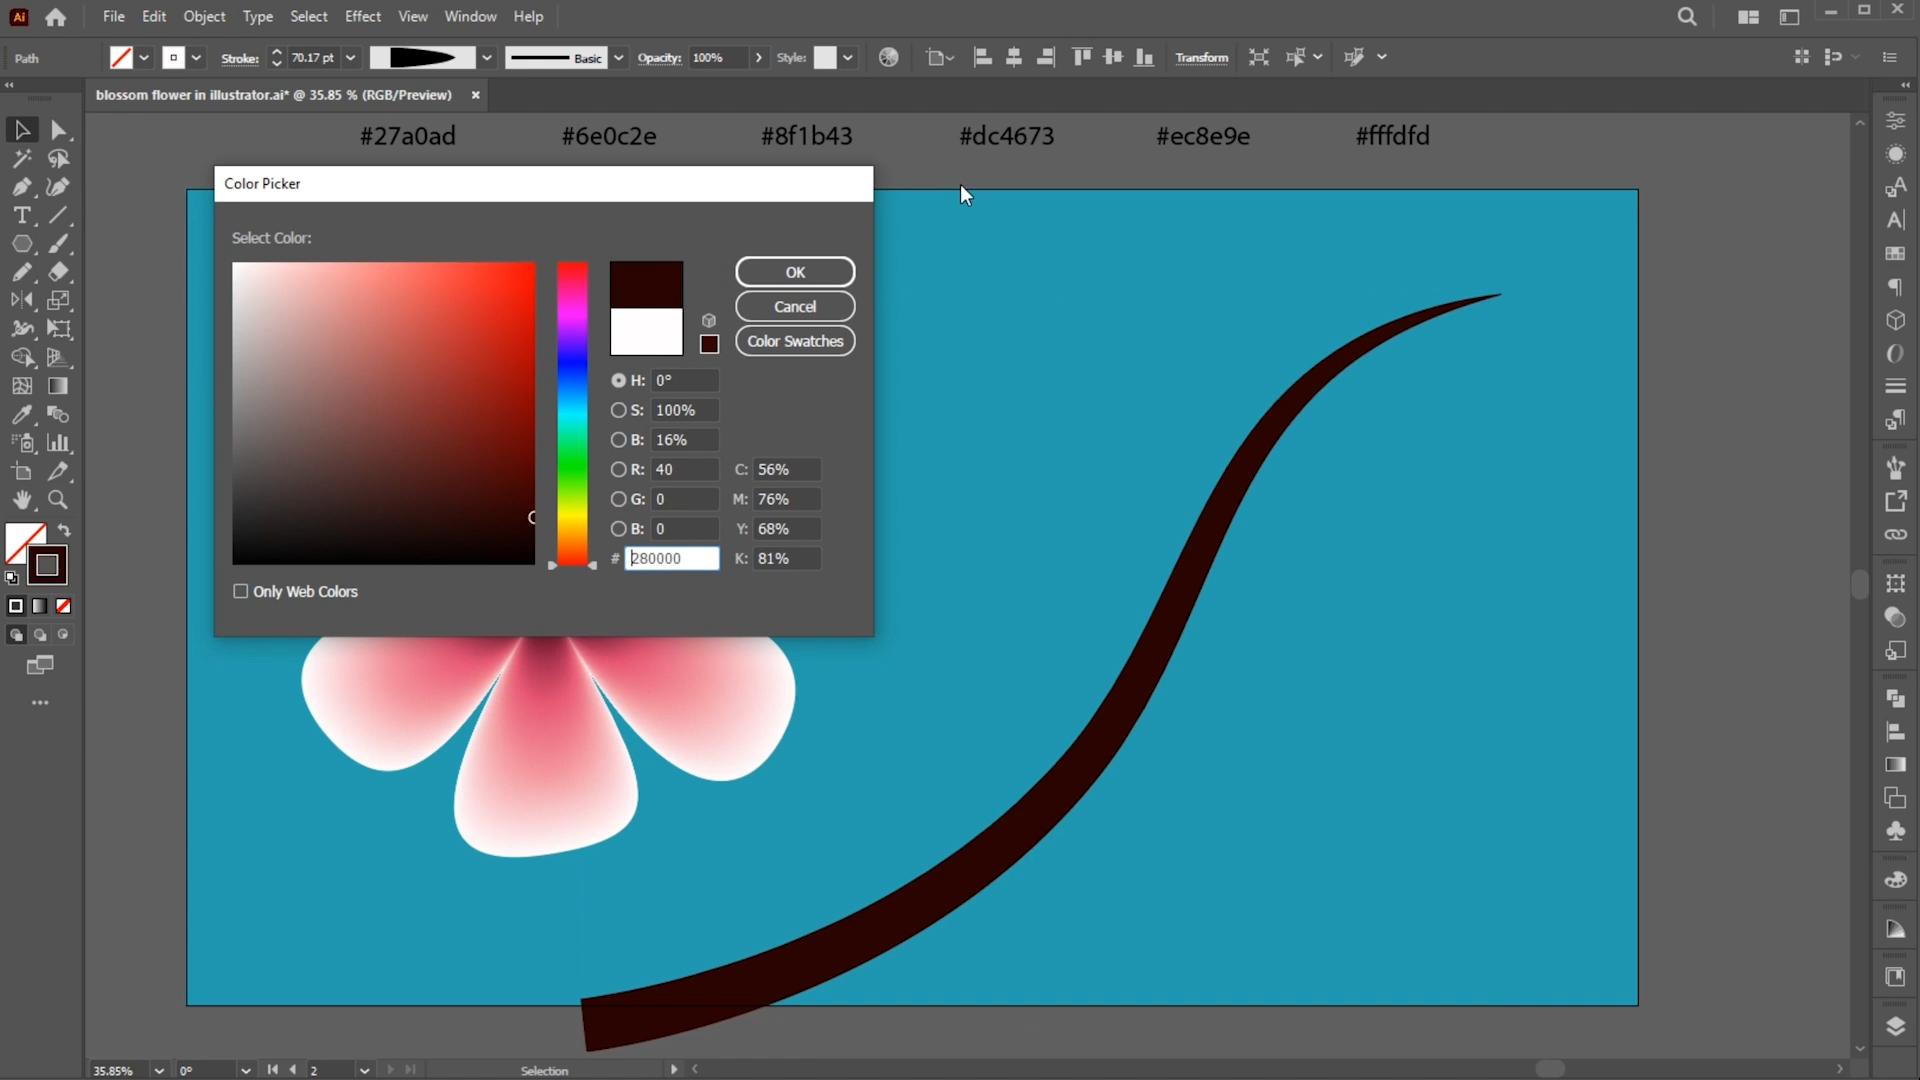 Ai File Edit Object Type Select Effect View Window Help
Path Stroke: 70.17 pt Basic Opacity: 100% Style: Transform
blossom flower in illustrator.ai* @ 35.85 % (RGB/Preview) ×
#27a0ad #6e0c2e #8f1b43 #dc4673 #ec8e9e #fffdfd
Color Picker
Select Color:
OK
Cancel
Color Swatches
H: 0°
S: 100%
B: 16%
R: 40 C: 56%
G: 0 M: 76%
B: 0 Y: 68%
# 280000 K: 81%
Only Web Colors
35.85% 0° 2 Selection